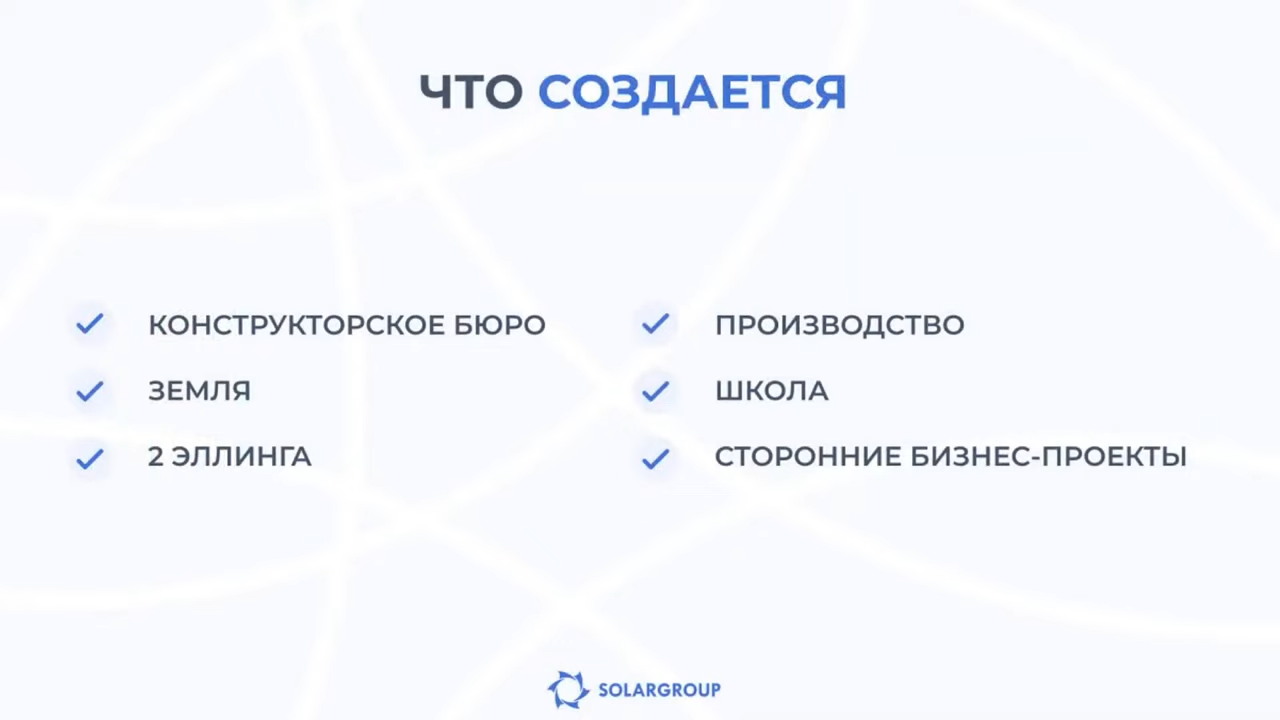 ЧТО СОЗДАЕТСЯ
КОНСТРУКТОРСКОЕ БЮРО
ЗЕМЛЯ
2 ЭЛЛИНГА
ПРОИЗВОДСТВО
ШКОЛА
СТОРОННИЕ БИЗНЕС-ПРОЕКТЫ
SOLARGROUP